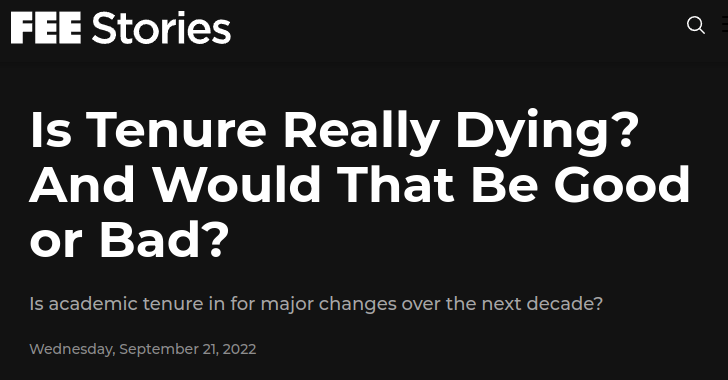 FEE Stories
Is Tenure Really Dying?
And Would That Be Good
or Bad?
Is academic tenure in for major changes over the next decade?
Wednesday, September 21, 2022